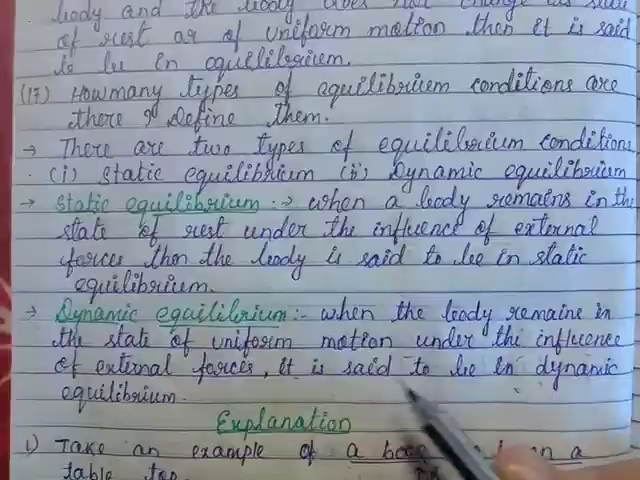 body and the body does not change its state
of rest or of uniform motion then it is said
to be in equilibrium.
(17) How many types of equilibrium conditions are
there ? Define them.
→ There are two types of equilibrium conditions
(i) static equilibrium (ii) Dynamic equilibrium
→ Static equilibrium :→ when a body remains in the
state of rest under the influence of external
forces then the body is said to be in static
equilibrium.
→ Dynamic equilibrium :- when the body remains in
the state of uniform motion under the influence
of external forces, it is said to be in dynamic
equilibrium.
Explanation
1) Take an example of a a
table top.